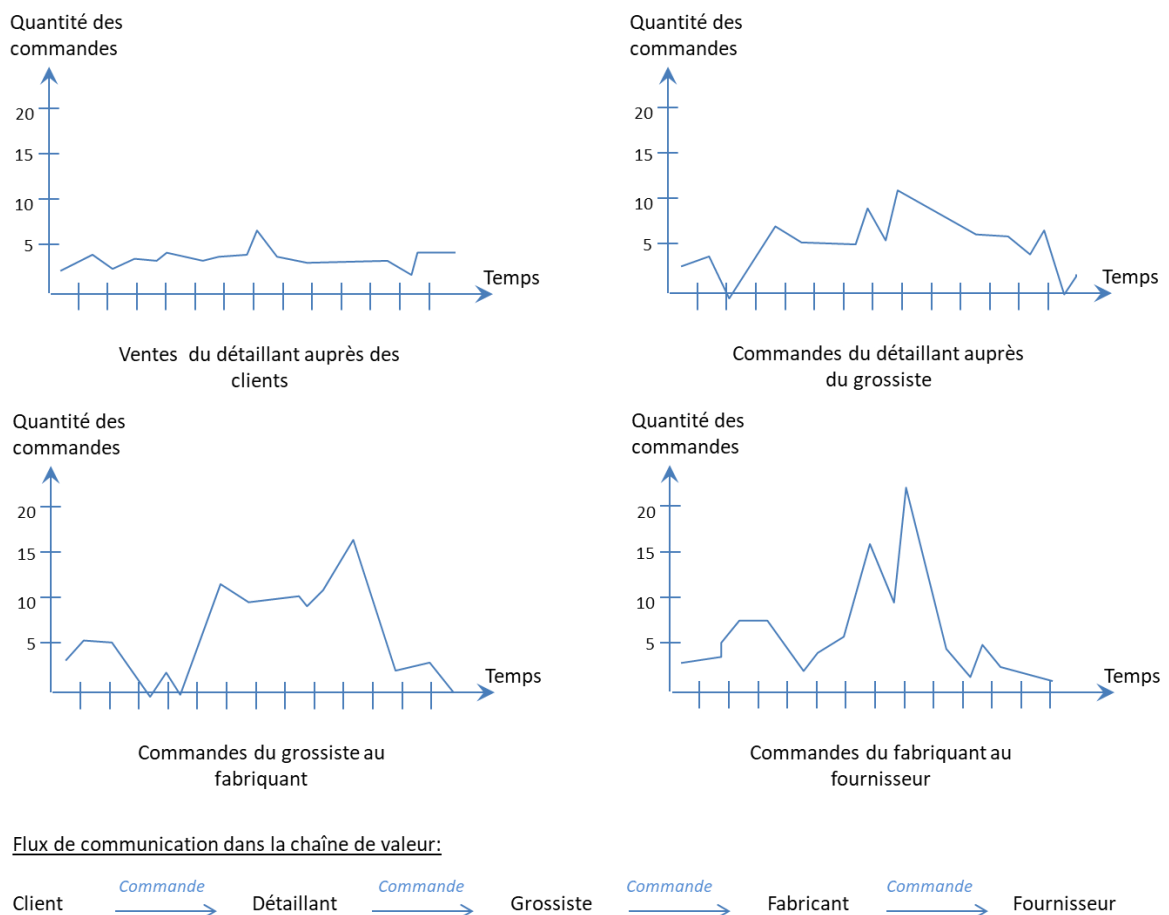 Quantité des
commandes
20
15
10
5
Temps
Ventes du détaillant auprès des
clients
Quantité des
commandes
20
15
10
5
Temps
Commandes du détaillant auprès
du grossiste
Quantité des
commandes
20
15
10
5
Temps
Commandes du grossiste au
fabriquant
Quantité des
commandes
20
15
10
5
Temps
Commandes du fabriquant au
fournisseur
Flux de communication dans la chaîne de valeur:
Client Commande Détaillant Commande Grossiste Commande Fabricant Commande Fournisseur